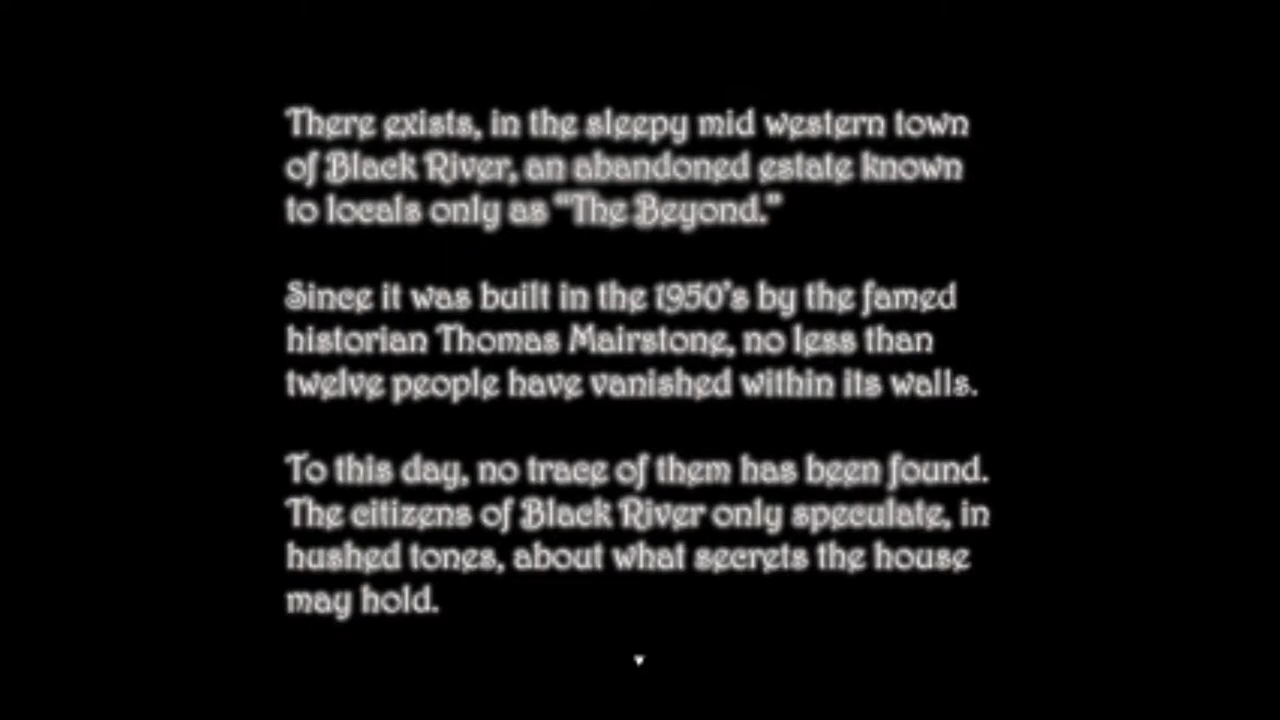 There exists, in the sleepy mid western town
of Black River, an abandoned estate known
to locals only as "The Beyond."
Since it was built in the 1950's by the famed
historian Thomas Mairstone, no less than
twelve people have vanished within its walls.
To this day, no trace of them has been found.
The citizens of Black River only speculate, in
hushed tones, about what secrets the house
may hold.